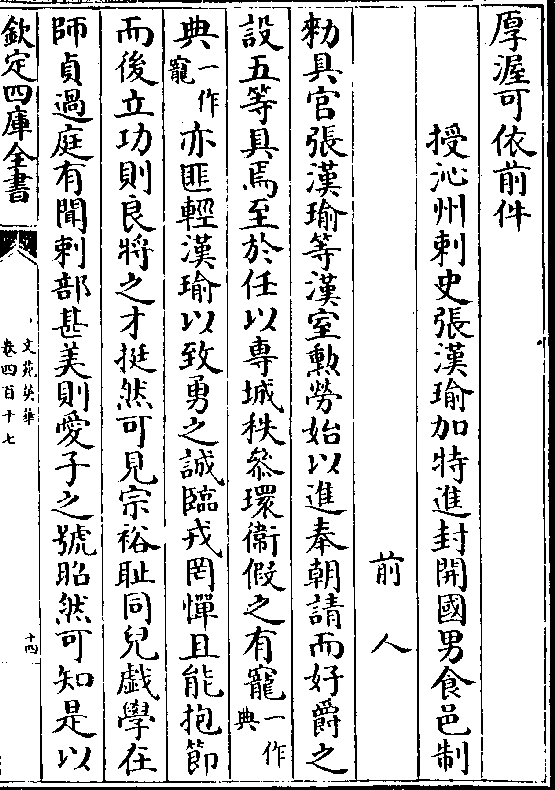 厚渥可依前件
授沁州刺史張漢瑜加特進封開國男食邑制
前人
勑具官張漢瑜等漢室勲勞始以進奉朝請而好爵之
設五等具焉至於任以専城秩叅環衞假之有寵一作典
典一作寵亦匪輕漢瑜以致勇之誠臨戎罔憚且能抱節
而後立功則良將之才挺然可見宗裕耻同兒戯學在
師貞過庭有聞刺部甚美則愛子之號昭然可知是以
欽定四庫全書
文苑英華
卷四百十七
十四